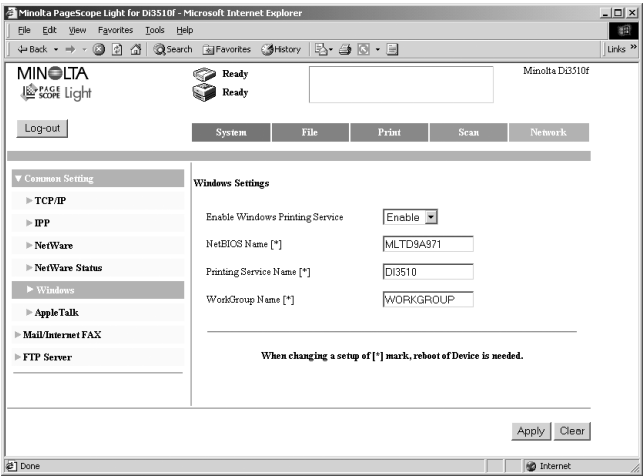 Minolta PageScope Light for Di3510f - Microsoft Internet Explorer
File Edit View Favorites Tools Help
Back Search Favorites History Links »
MINOLTA
PAGE SCOPE Light
Ready
Ready
Minolta Di3510f
Log-out
System File Print Scan Network
Common Setting
TCP/IP
IPP
NetWare
NetWare Status
Windows
AppleTalk
Mail/Internet FAX
FTP Server
Windows Settings
Enable Windows Printing Service Enable
NetBIOS Name [*] MLTD9A971
Printing Service Name [*] DI3510
WorkGroup Name [*] WORKGROUP
When changing a setup of [*] mark, reboot of Device is needed.
Apply Clear
Done Internet